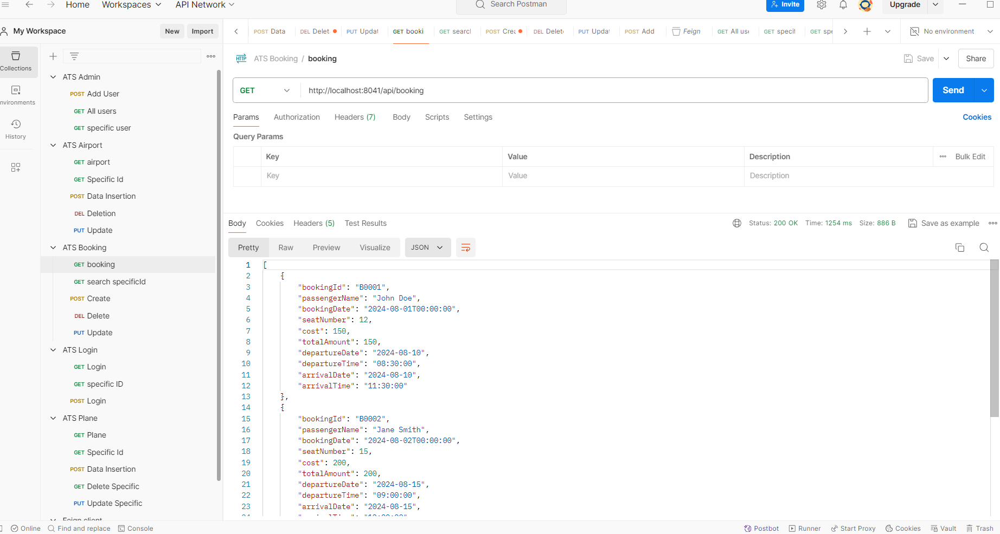 Home Workspaces API Network Search Postman Invite Upgrade
My Workspace New Import
POST Data DEL Delet PUT Updat GET booki GET searcl POST Crea DEL Delet PUT Updat POST Add Feign GET All us GET specif GET spe No environment
Collections
nvironments
History
ATS Admin
POST Add User
GET All users
GET specific user
ATS Airport
GET airport
GET Specific Id
POST Data Insertion
DEL Deletion
PUT Update
ATS Booking
GET booking
GET search specificId
POST Create
DEL Delete
PUT Update
ATS Login
GET Login
GET specific ID
POST Login
ATS Plane
GET Plane
GET Specific Id
POST Data Insertion
GET Delete Specific
PUT Update Specific
Feign client
HTTP ATS Booking / booking Save Share
GET http://localhost:8041/api/booking Send
Params Authorization Headers (7) Body Scripts Settings Cookies
Query Params
Key Value Description Bulk Edit
Key Value Description
Body Cookies Headers (5) Test Results Status: 200 OK Time: 1254 ms Size: 886 B Save as example
Pretty Raw Preview Visualize JSON
1 [
2 {
3 "bookingId": "B0001",
4 "passengerName": "John Doe",
5 "bookingDate": "2024-08-01T00:00:00",
6 "seatNumber": 12,
7 "cost": 150,
8 "totalAmount": 150,
9 "departureDate": "2024-08-10",
10 "departureTime": "08:30:00",
11 "arrivalDate": "2024-08-10",
12 "arrivalTime": "11:30:00"
13 },
14 {
15 "bookingId": "B0002",
16 "passengerName": "Jane Smith",
17 "bookingDate": "2024-08-02T00:00:00",
18 "seatNumber": 15,
19 "cost": 200,
20 "totalAmount": 200,
21 "departureDate": "2024-08-15",
22 "departureTime": "09:00:00",
23 "arrivalDate": "2024-08-15",
Online Find and replace Console Postbot Runner Start Proxy Cookies Vault Trash